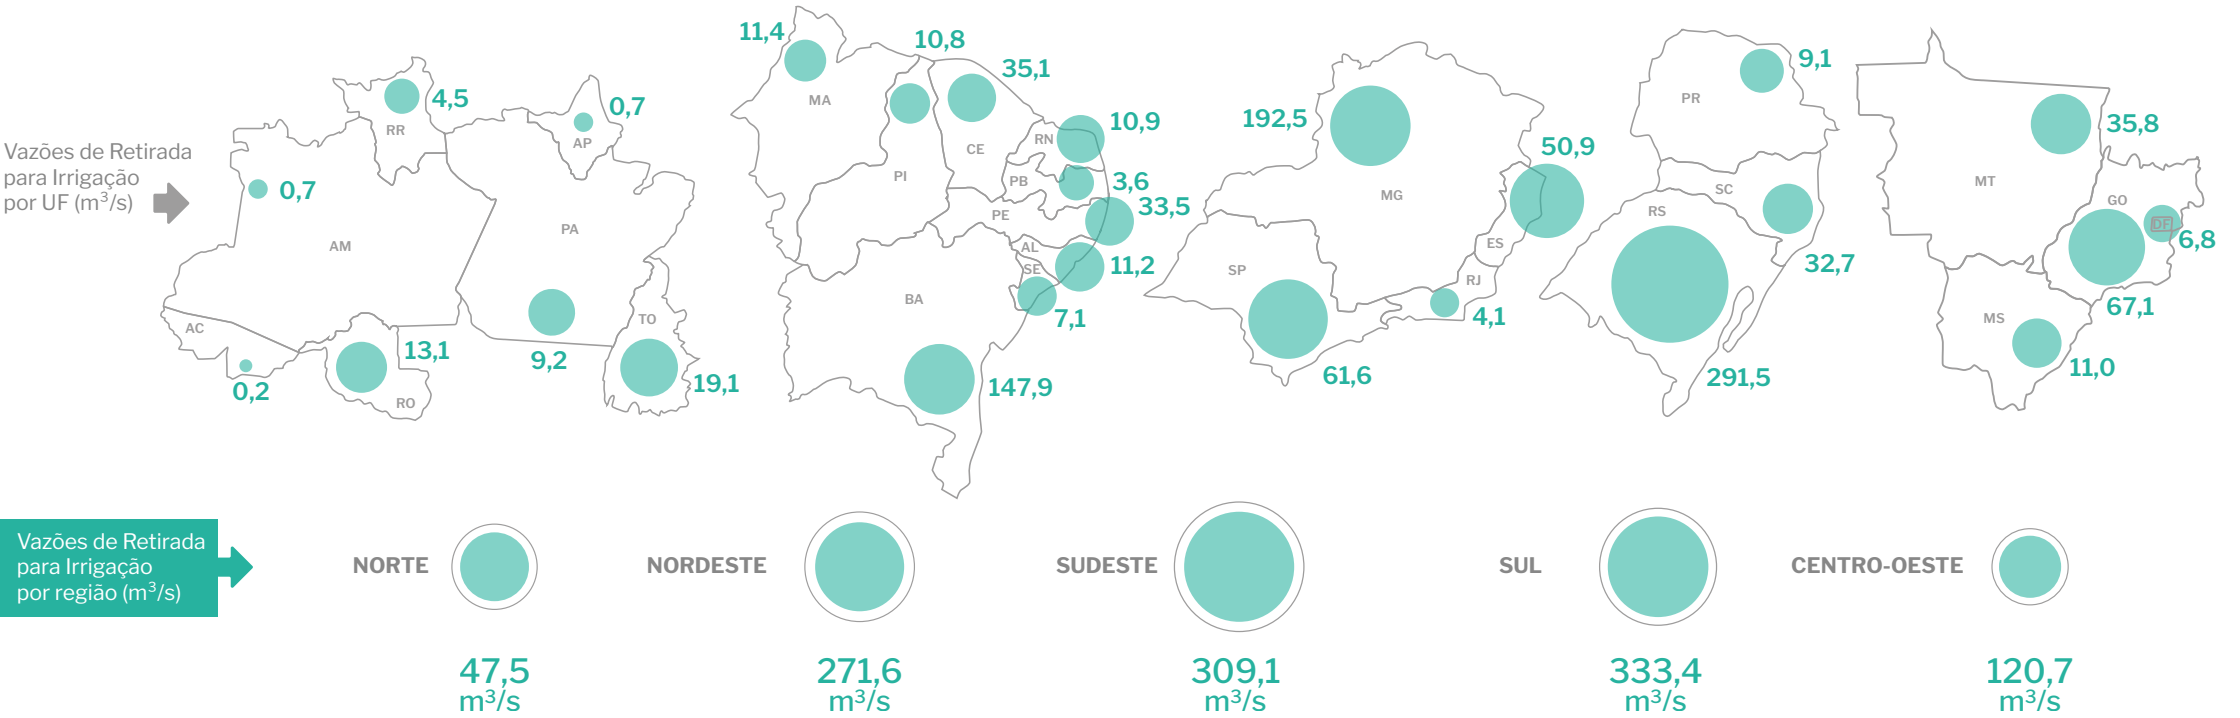 Vazões de Retirada
para Irrigação
por UF (m³/s)
RR
4,5
AP
0,7
0,7
AM
PA
AC
0,2
RO
13,1
9,2
TO
19,1
11,4
MA
10,8
PI
35,1
CE
RN
10,9
PB
3,6
PE
33,5
AL
11,2
SE
7,1
BA
147,9
192,5
MG
50,9
ES
SP
61,6
RJ
4,1
9,1
PR
SC
32,7
RS
291,5
35,8
MT
GO
DF
6,8
67,1
MS
11,0
Vazões de Retirada
para Irrigação
por região (m³/s)
NORTE
47,5
m³/s
NORDESTE
271,6
m³/s
SUDESTE
309,1
m³/s
SUL
333,4
m³/s
CENTRO-OESTE
120,7
m³/s